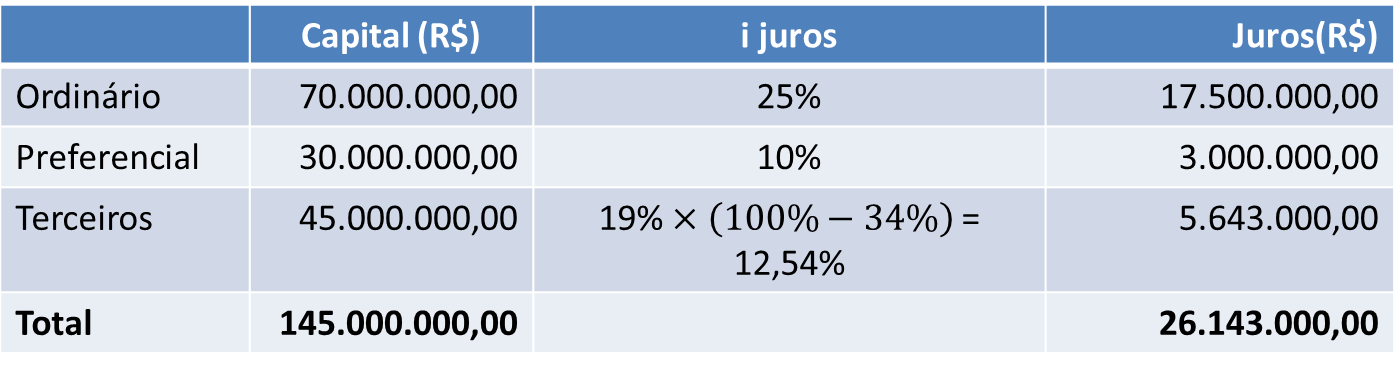 Capital (R$) i juros Juros(R$)
Ordinário 70.000.000,00 25% 17.500.000,00
Preferencial 30.000.000,00 10% 3.000.000,00
Terceiros 45.000.000,00 19% × (100% − 34%) = 5.643.000,00
12,54%
Total 145.000.000,00 26.143.000,00